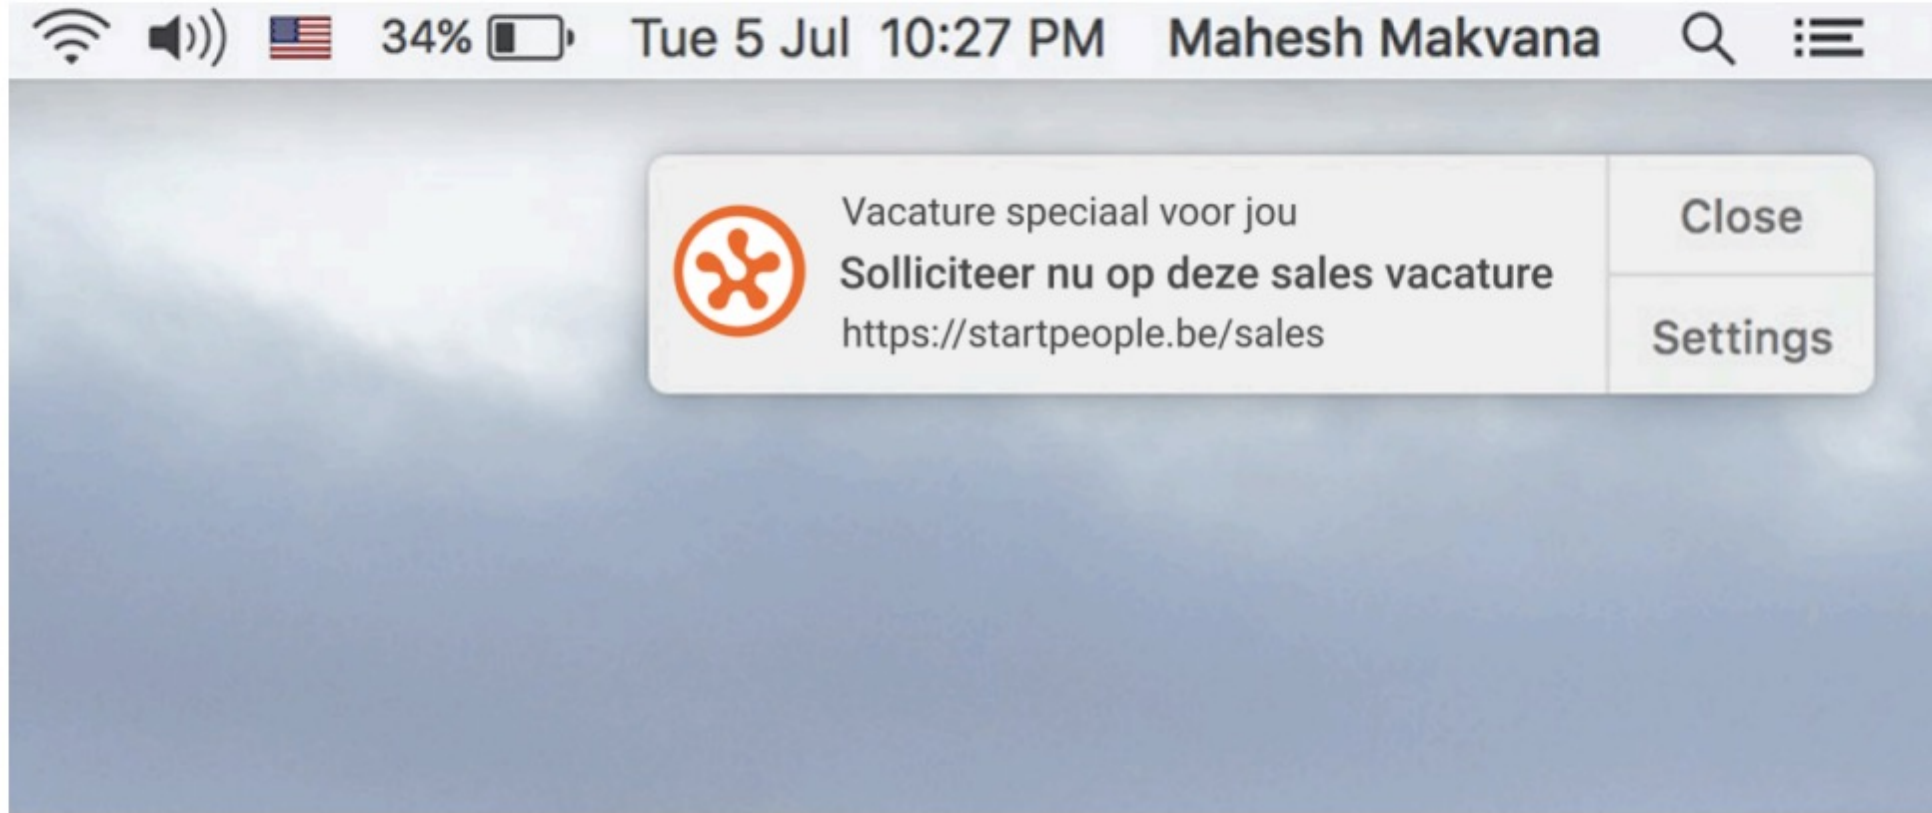 34% Tue 5 Jul 10:27 PM Mahesh Makvana
Vacature speciaal voor jou
Solliciteer nu op deze sales vacature
https://startpeople.be/sales
Close
Settings